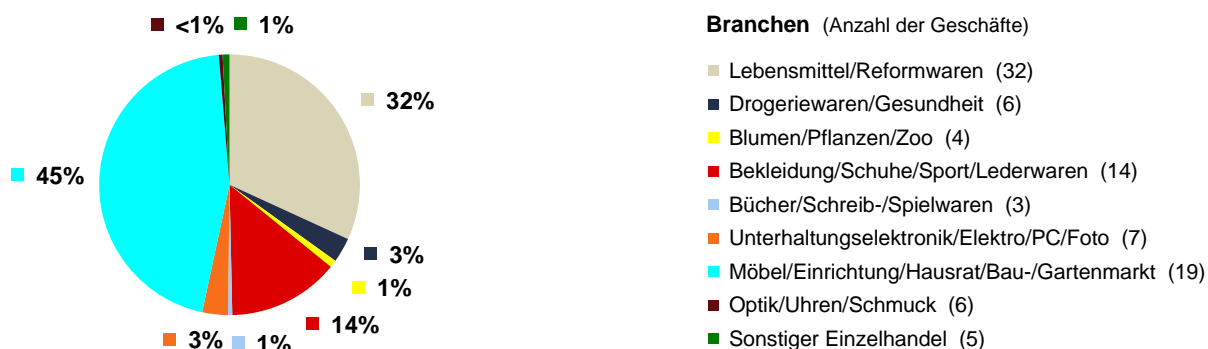 <1% 1%
32%
45%
3%
1%
14%
3% 1%
Branchen (Anzahl der Geschäfte)
Lebensmittel/Reformwaren (32)
Drogeriewaren/Gesundheit (6)
Blumen/Pflanzen/Zoo (4)
Bekleidung/Schuhe/Sport/Lederwaren (14)
Bücher/Schreib-/Spielwaren (3)
Unterhaltungselektronik/Elektro/PC/Foto (7)
Möbel/Einrichtung/Hausrat/Bau-/Gartenmarkt (19)
Optik/Uhren/Schmuck (6)
Sonstiger Einzelhandel (5)